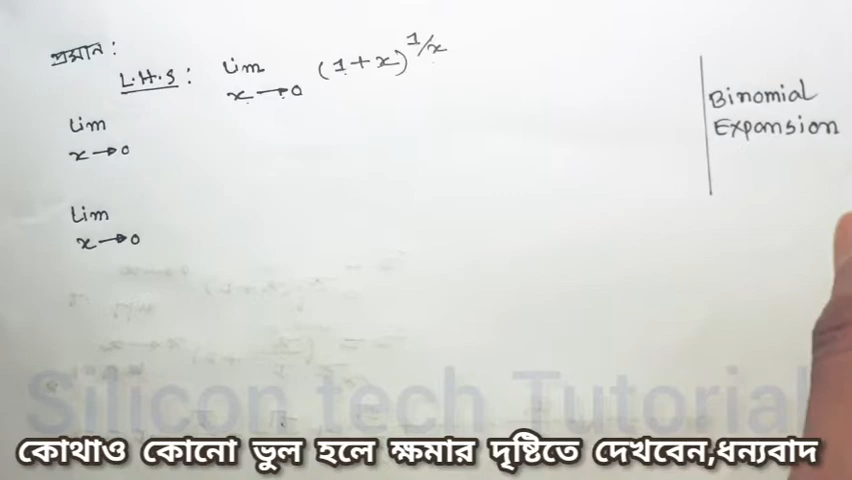 প্রমান :
L.H.S : Lim x→0 (1+x)^1/x
Lim
x→0
Lim
x→0
Binomial
Expansion
Silicon tech Tutorial
কোথাও কোনো ভুল হলে ক্ষমার দৃষ্টিতে দেখবেন,ধন্যবাদ